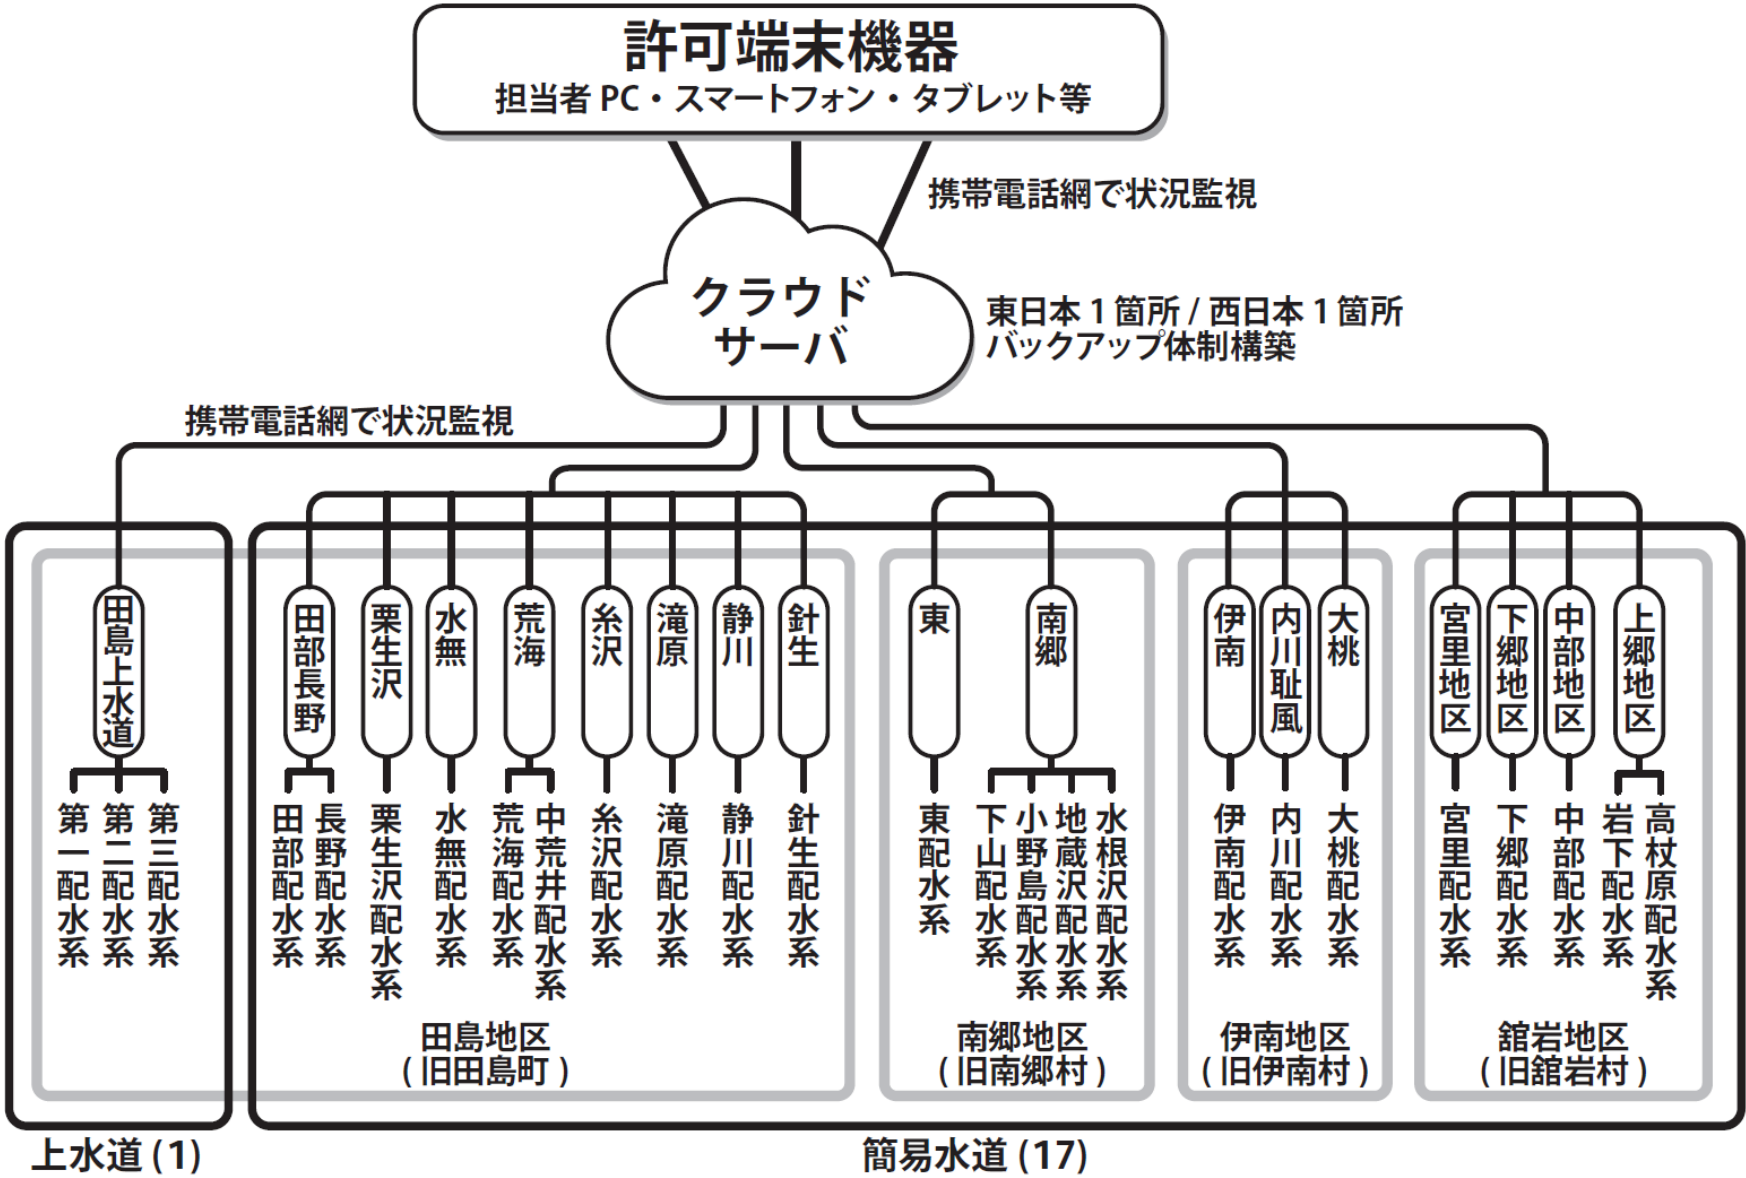 許可端末機器
担当者 PC・スマートフォン・タブレット等
携帯電話網で状況監視
クラウド
サーバ
東日本 1 箇所 / 西日本 1 箇所
バックアップ体制構築
携帯電話網で状況監視
田島上水道
田部長野
栗生沢
水無
荒海
糸沢
滝原
静川
針生
東
南郷
伊南
内川耻風
大桃
宮里地区
下郷地区
中部地区
上郷地区
第一配水系
第二配水系
第三配水系
田部配水系
長野配水系
栗生沢配水系
水無配水系
荒海配水系
中荒井配水系
糸沢配水系
滝原配水系
静川配水系
針生配水系
東配水系
下山配水系
小野島配水系
地蔵沢配水系
水根沢配水系
伊南配水系
内川配水系
大桃配水系
宮里配水系
下郷配水系
中部配水系
岩下配水系
高杖原配水系
田島地区
( 旧田島町 )
南郷地区
( 旧南郷村 )
伊南地区
( 旧伊南村 )
舘岩地区
( 旧舘岩村 )
上水道 (1)
簡易水道 (17)